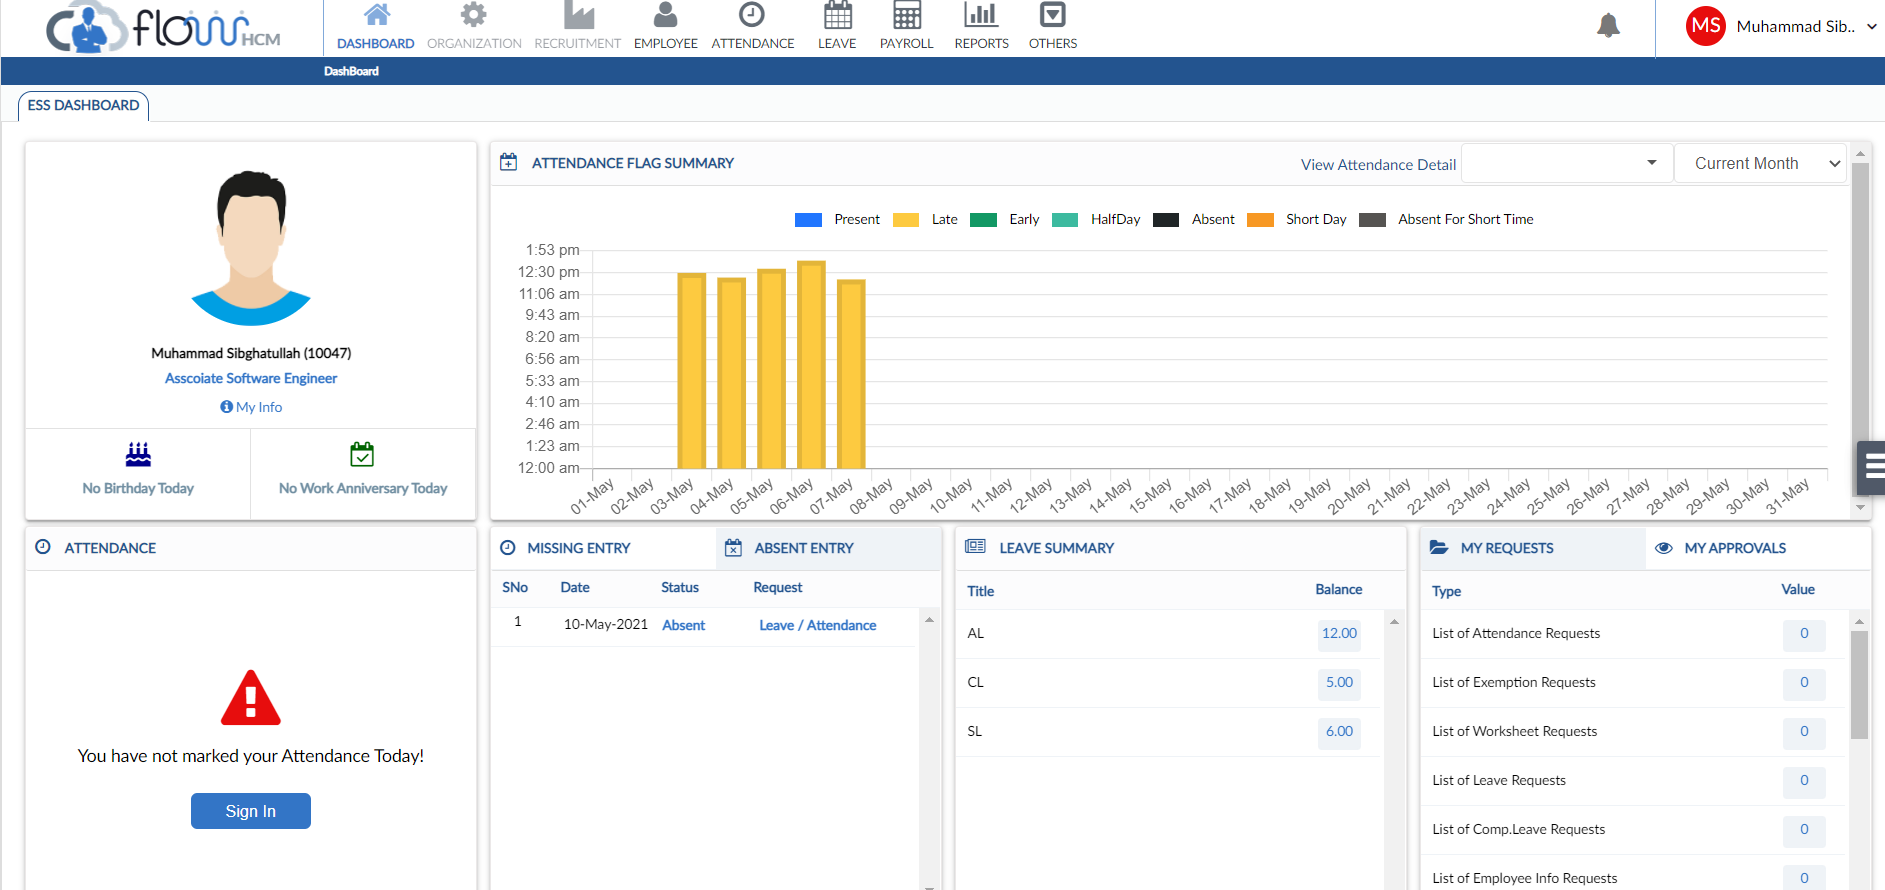 flow HCM
DASHBOARD ORGANIZATION RECRUITMENT EMPLOYEE ATTENDANCE LEAVE PAYROLL REPORTS OTHERS
MS Muhammad Sib..
DashBoard
ESS DASHBOARD
Muhammad Sibghatullah (10047)
Asscoiate Software Engineer
My Info
No Birthday Today
No Work Anniversary Today
ATTENDANCE FLAG SUMMARY
View Attendance Detail
Current Month
Present Late Early HalfDay Absent Short Day Absent For Short Time
1:53 pm
12:30 pm
11:06 am
9:43 am
8:20 am
6:56 am
5:33 am
4:10 am
2:46 am
1:23 am
12:00 am
01-May 02-May 03-May 04-May 05-May 06-May 07-May 08-May 09-May 10-May 11-May 12-May 13-May 14-May 15-May 16-May 17-May 18-May 19-May 20-May 21-May 22-May 23-May 24-May 25-May 26-May 27-May 28-May 29-May 30-May 31-May
ATTENDANCE
You have not marked your Attendance Today!
Sign In
MISSING ENTRY ABSENT ENTRY
SNo Date Status Request
1 10-May-2021 Absent Leave / Attendance
LEAVE SUMMARY
Title Balance
AL 12.00
CL 5.00
SL 6.00
MY REQUESTS MY APPROVALS
Type Value
List of Attendance Requests 0
List of Exemption Requests 0
List of Worksheet Requests 0
List of Leave Requests 0
List of Comp.Leave Requests 0
List of Employee Info Requests 0